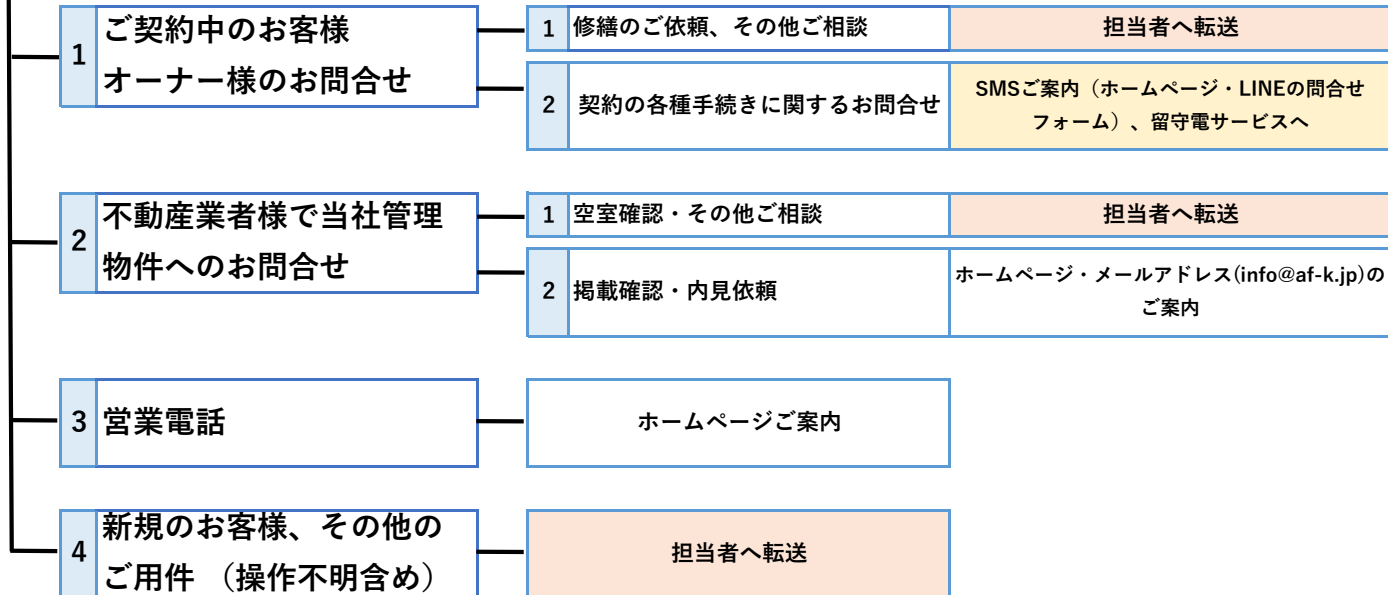 1
ご契約中のお客様
オーナー様のお問合せ
1
修繕のご依頼、その他ご相談
担当者へ転送
2
契約の各種手続きに関するお問合せ
SMSご案内（ホームページ・LINEの問合せ
フォーム）、留守電サービスへ
2
不動産業者様で当社管理
物件へのお問合せ
1
空室確認・その他ご相談
担当者へ転送
2
掲載確認・内見依頼
ホームページ・メールアドレス(info@af-k.jp)の
ご案内
3
営業電話
ホームページご案内
4
新規のお客様、その他の
ご用件 （操作不明含め）
担当者へ転送